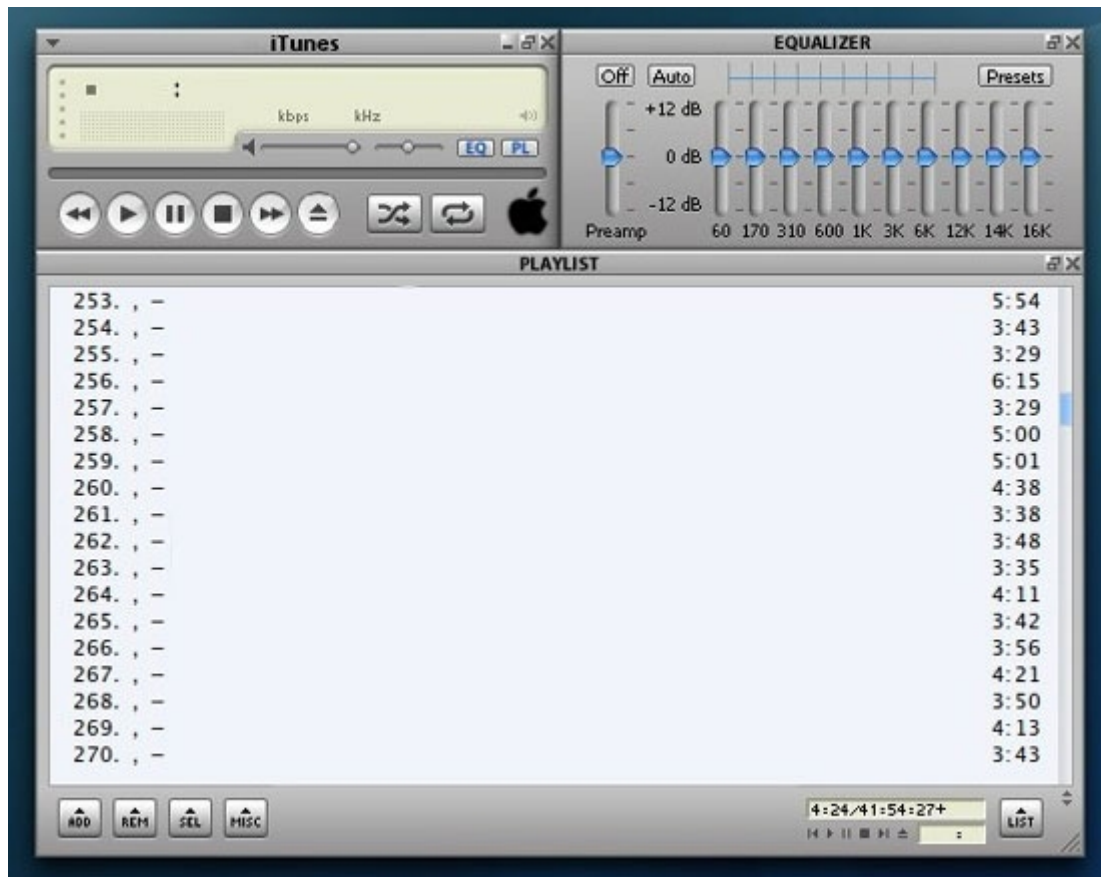 iTunes
kbps kHz
EQ PL
EQUALIZER
Off Auto Presets
+12 dB
0 dB
-12 dB
Preamp 60 170 310 600 1K 3K 6K 12K 14K 16K
PLAYLIST
253. , – 5:54
254. , – 3:43
255. , – 3:29
256. , – 6:15
257. , – 3:29
258. , – 5:00
259. , – 5:01
260. , – 4:38
261. , – 3:38
262. , – 3:48
263. , – 3:35
264. , – 4:11
265. , – 3:42
266. , – 3:56
267. , – 4:21
268. , – 3:50
269. , – 4:13
270. , – 3:43
ADD REM SEL MISC 4:24/41:54:27+ LIST